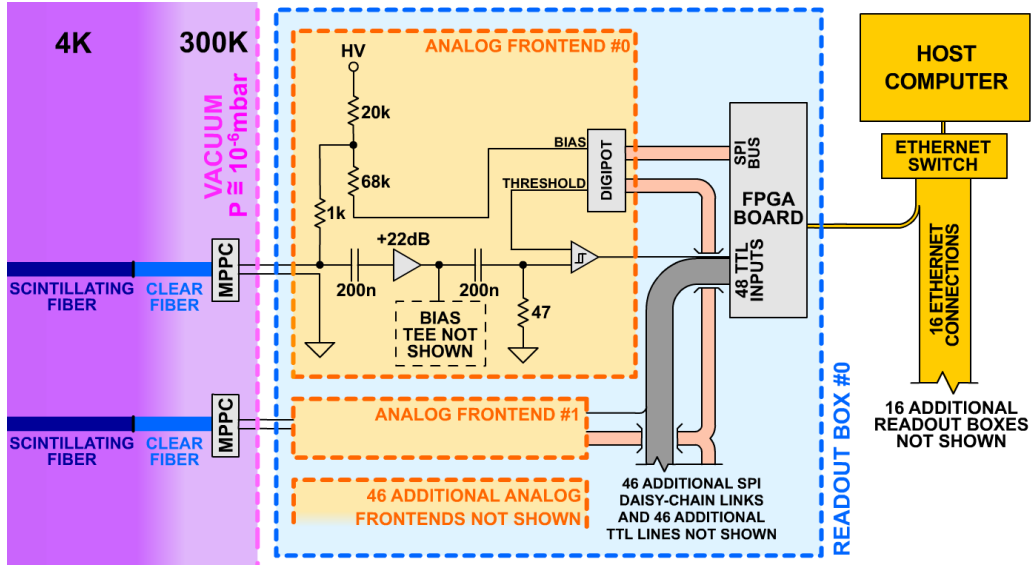 4K
300K
VACUUM
P ≅ 10⁻⁶mbar
SCINTILLATING
FIBER
CLEAR
FIBER
MPPC
SCINTILLATING
FIBER
CLEAR
FIBER
MPPC
ANALOG FRONTEND #0
HV
20k
68k
1k
+22dB
200n
200n
47
BIAS
TEE NOT
SHOWN
BIAS
THRESHOLD
DIGIPOT
SPI
BUS
FPGA
BOARD
48 TTL
INPUTS
ANALOG FRONTEND #1
46 ADDITIONAL ANALOG
FRONTENDS NOT SHOWN
46 ADDITIONAL SPI
DAISY-CHAIN LINKS
AND 46 ADDITIONAL
TTL LINES NOT SHOWN
READOUT BOX #0
HOST
COMPUTER
ETHERNET
SWITCH
16 ETHERNET
CONNECTIONS
16 ADDITIONAL
READOUT BOXES
NOT SHOWN